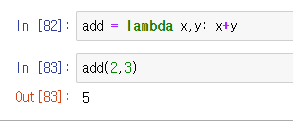 In [82]: add = lambda x,y: x+y
In [83]: add(2,3)
Out[83]: 5